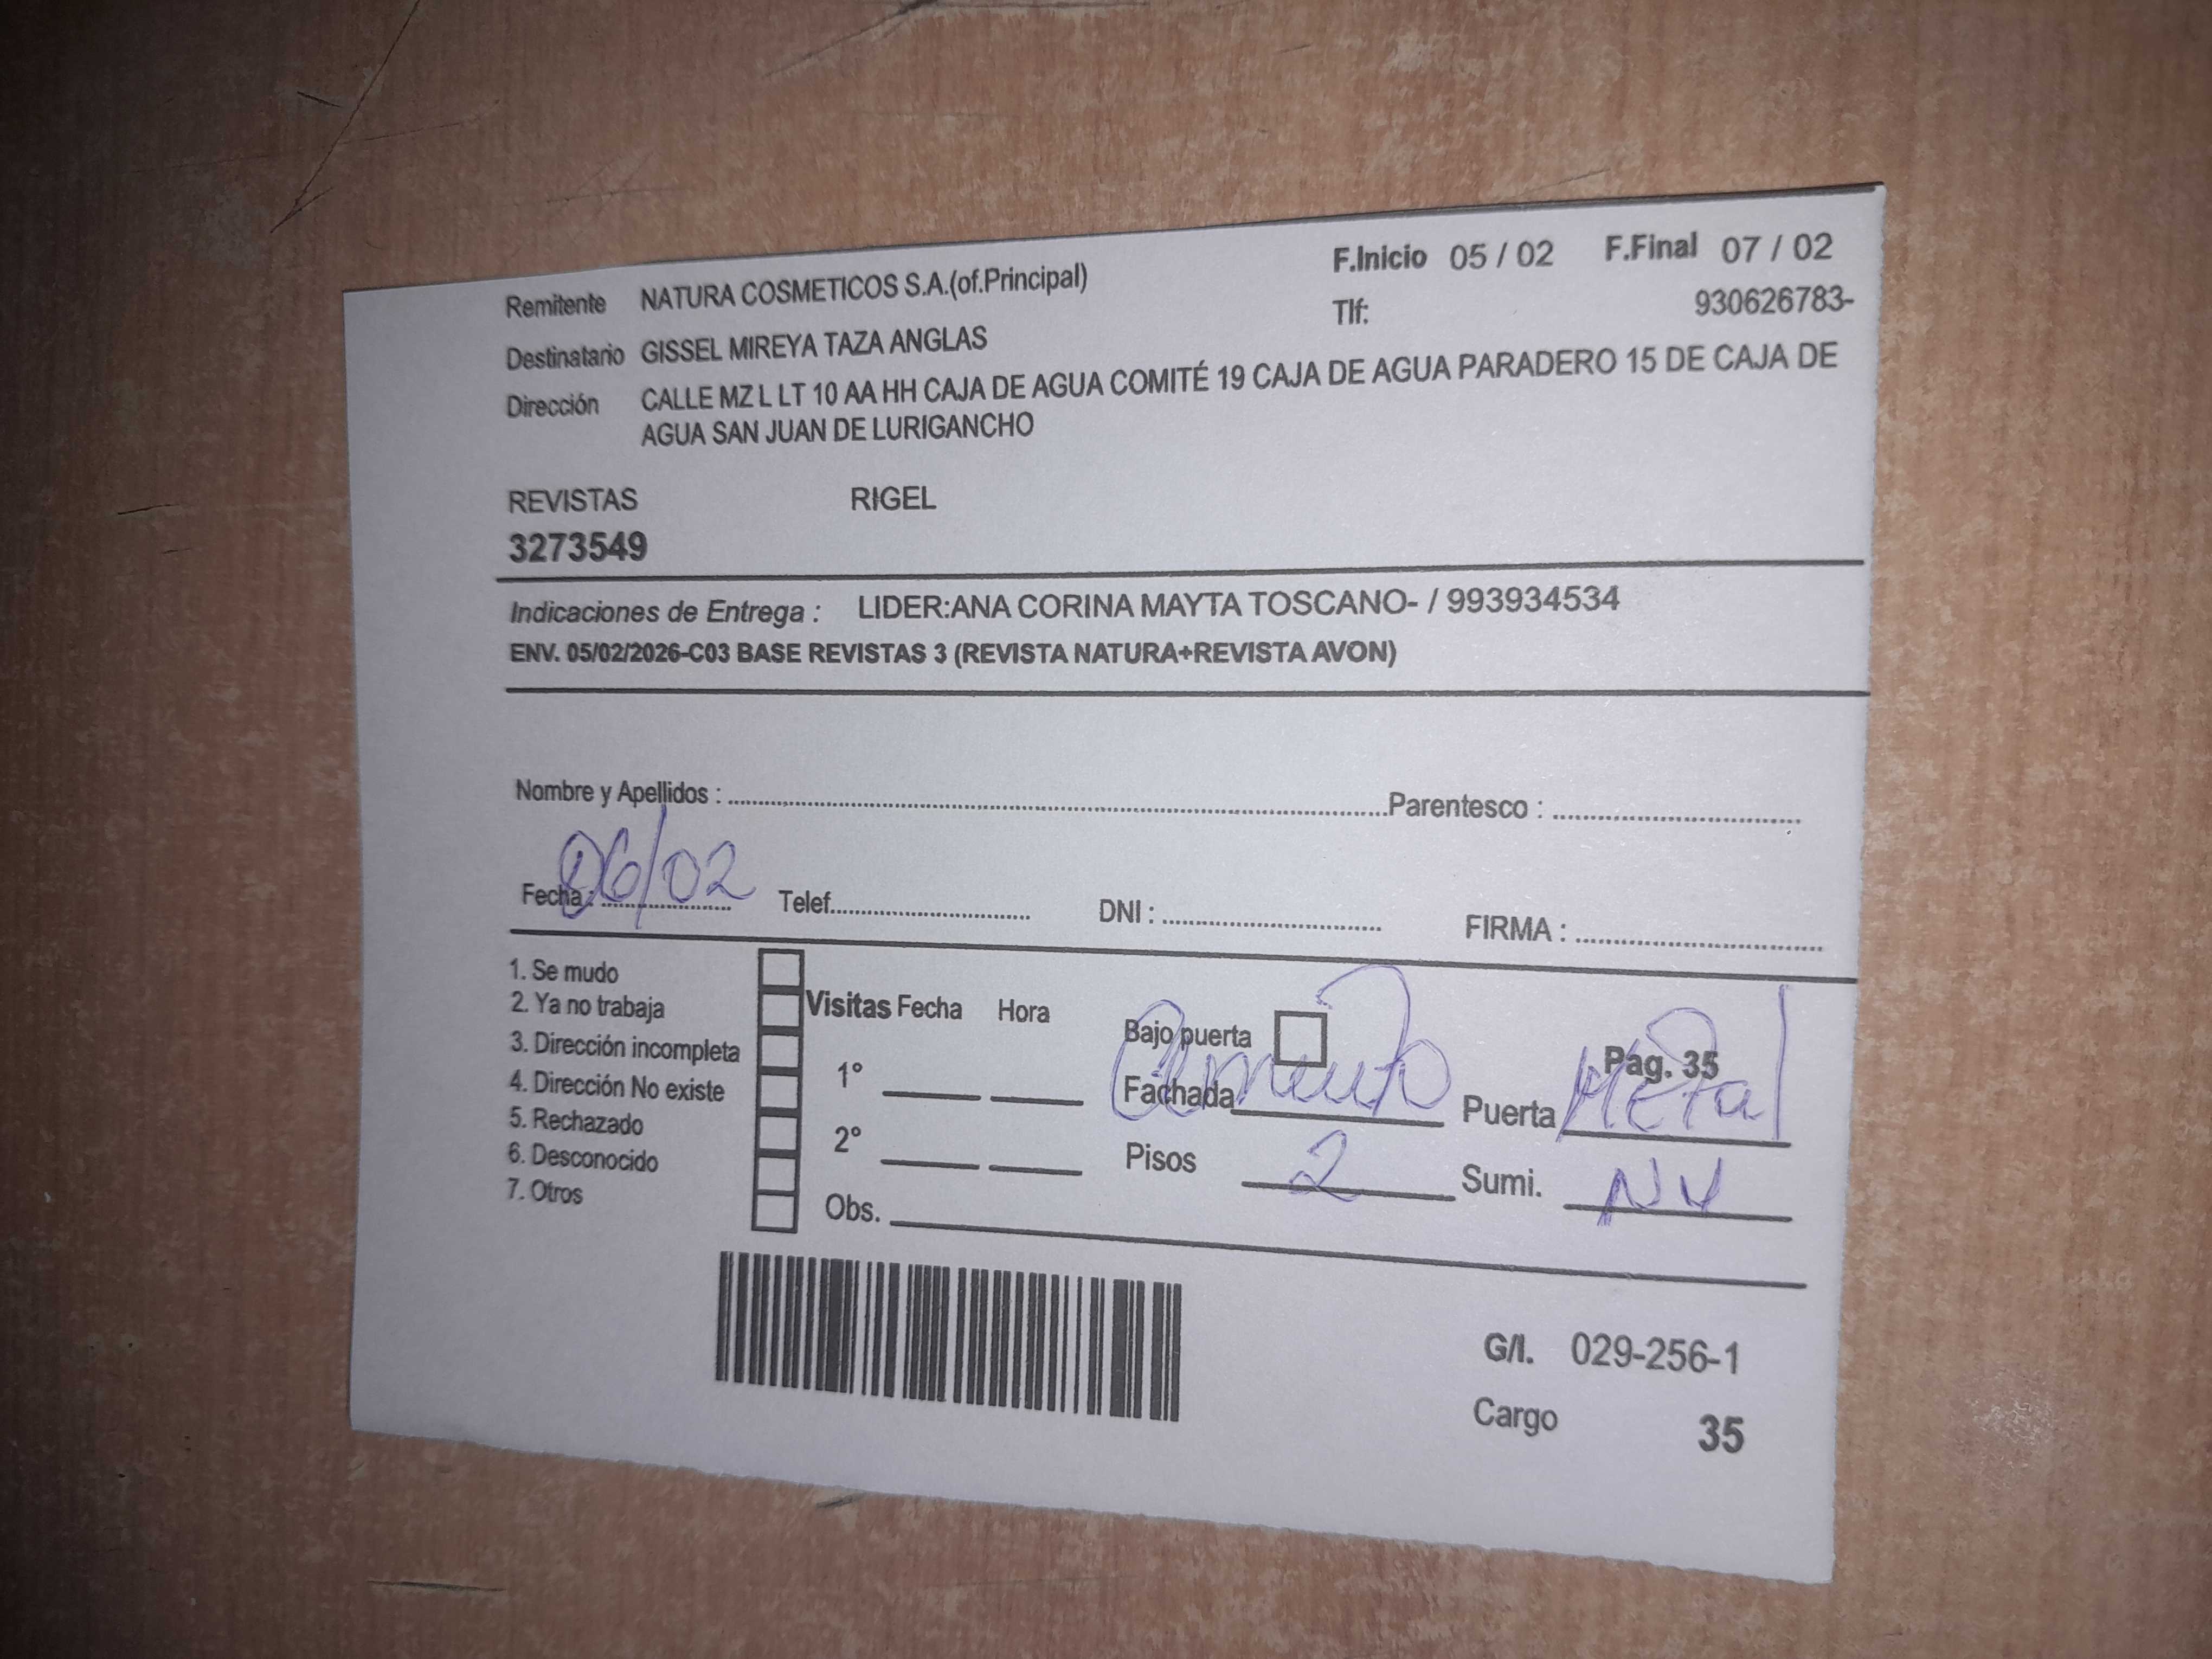 Remitente NATURA COSMETICOS S.A.(of.Principal) F.Inicio 05 / 02 F.Final 07 / 02
Destinatario GISSEL MIREYA TAZA ANGLAS Tlf: 930626783-
Dirección CALLE MZ L LT 10 AA HH CAJA DE AGUA COMITÉ 19 CAJA DE AGUA PARADERO 15 DE CAJA DE
AGUA SAN JUAN DE LURIGANCHO
REVISTAS RIGEL
3273549
Indicaciones de Entrega : LIDER:ANA CORINA MAYTA TOSCANO- / 993934534
ENV. 05/02/2026-C03 BASE REVISTAS 3 (REVISTA NATURA+REVISTA AVON)
Nombre y Apellidos : Parentesco :
Fecha : 06/02 Telef. DNI : FIRMA :
1. Se mudo
2. Ya no trabaja
3. Dirección incompleta
4. Dirección No existe
5. Rechazado
6. Desconocido
7. Otros
Visitas Fecha Hora
1°
2°
Obs.
Bajo puerta Pag. 35
Fachada Cemento Puerta Metal
Pisos 2 Sumi. NV
G/I. 029-256-1
Cargo 35